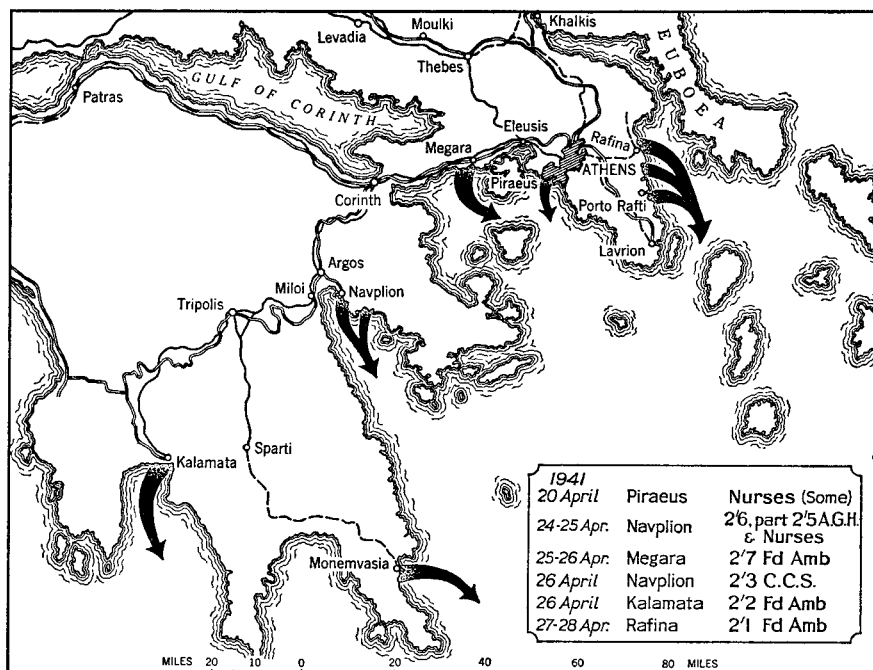 Khalkis
Moulki
Levadia
Thebes
EUBOEA
GULF OF CORINTH
Patras
Eleusis
Rafina
Megara
ATHENS
Piraeus
Corinth
Porto Rafti
Lavrion
Argos
Miloi
Navplion
Tripolis
Sparti
Kalamata
Monemvasia
1941
20 April Piraeus Nurses (Some)
24-25 Apr. Navplion 2'6, part 2'5 A.G.H. & Nurses
25-26 Apr. Megara 2'7 Fd Amb
26 April Navplion 2'3 C.C.S.
26 April Kalamata 2'2 Fd Amb
27-28 Apr. Rafina 2'1 Fd Amb
MILES 20 10 0 20 40 60 80 MILES